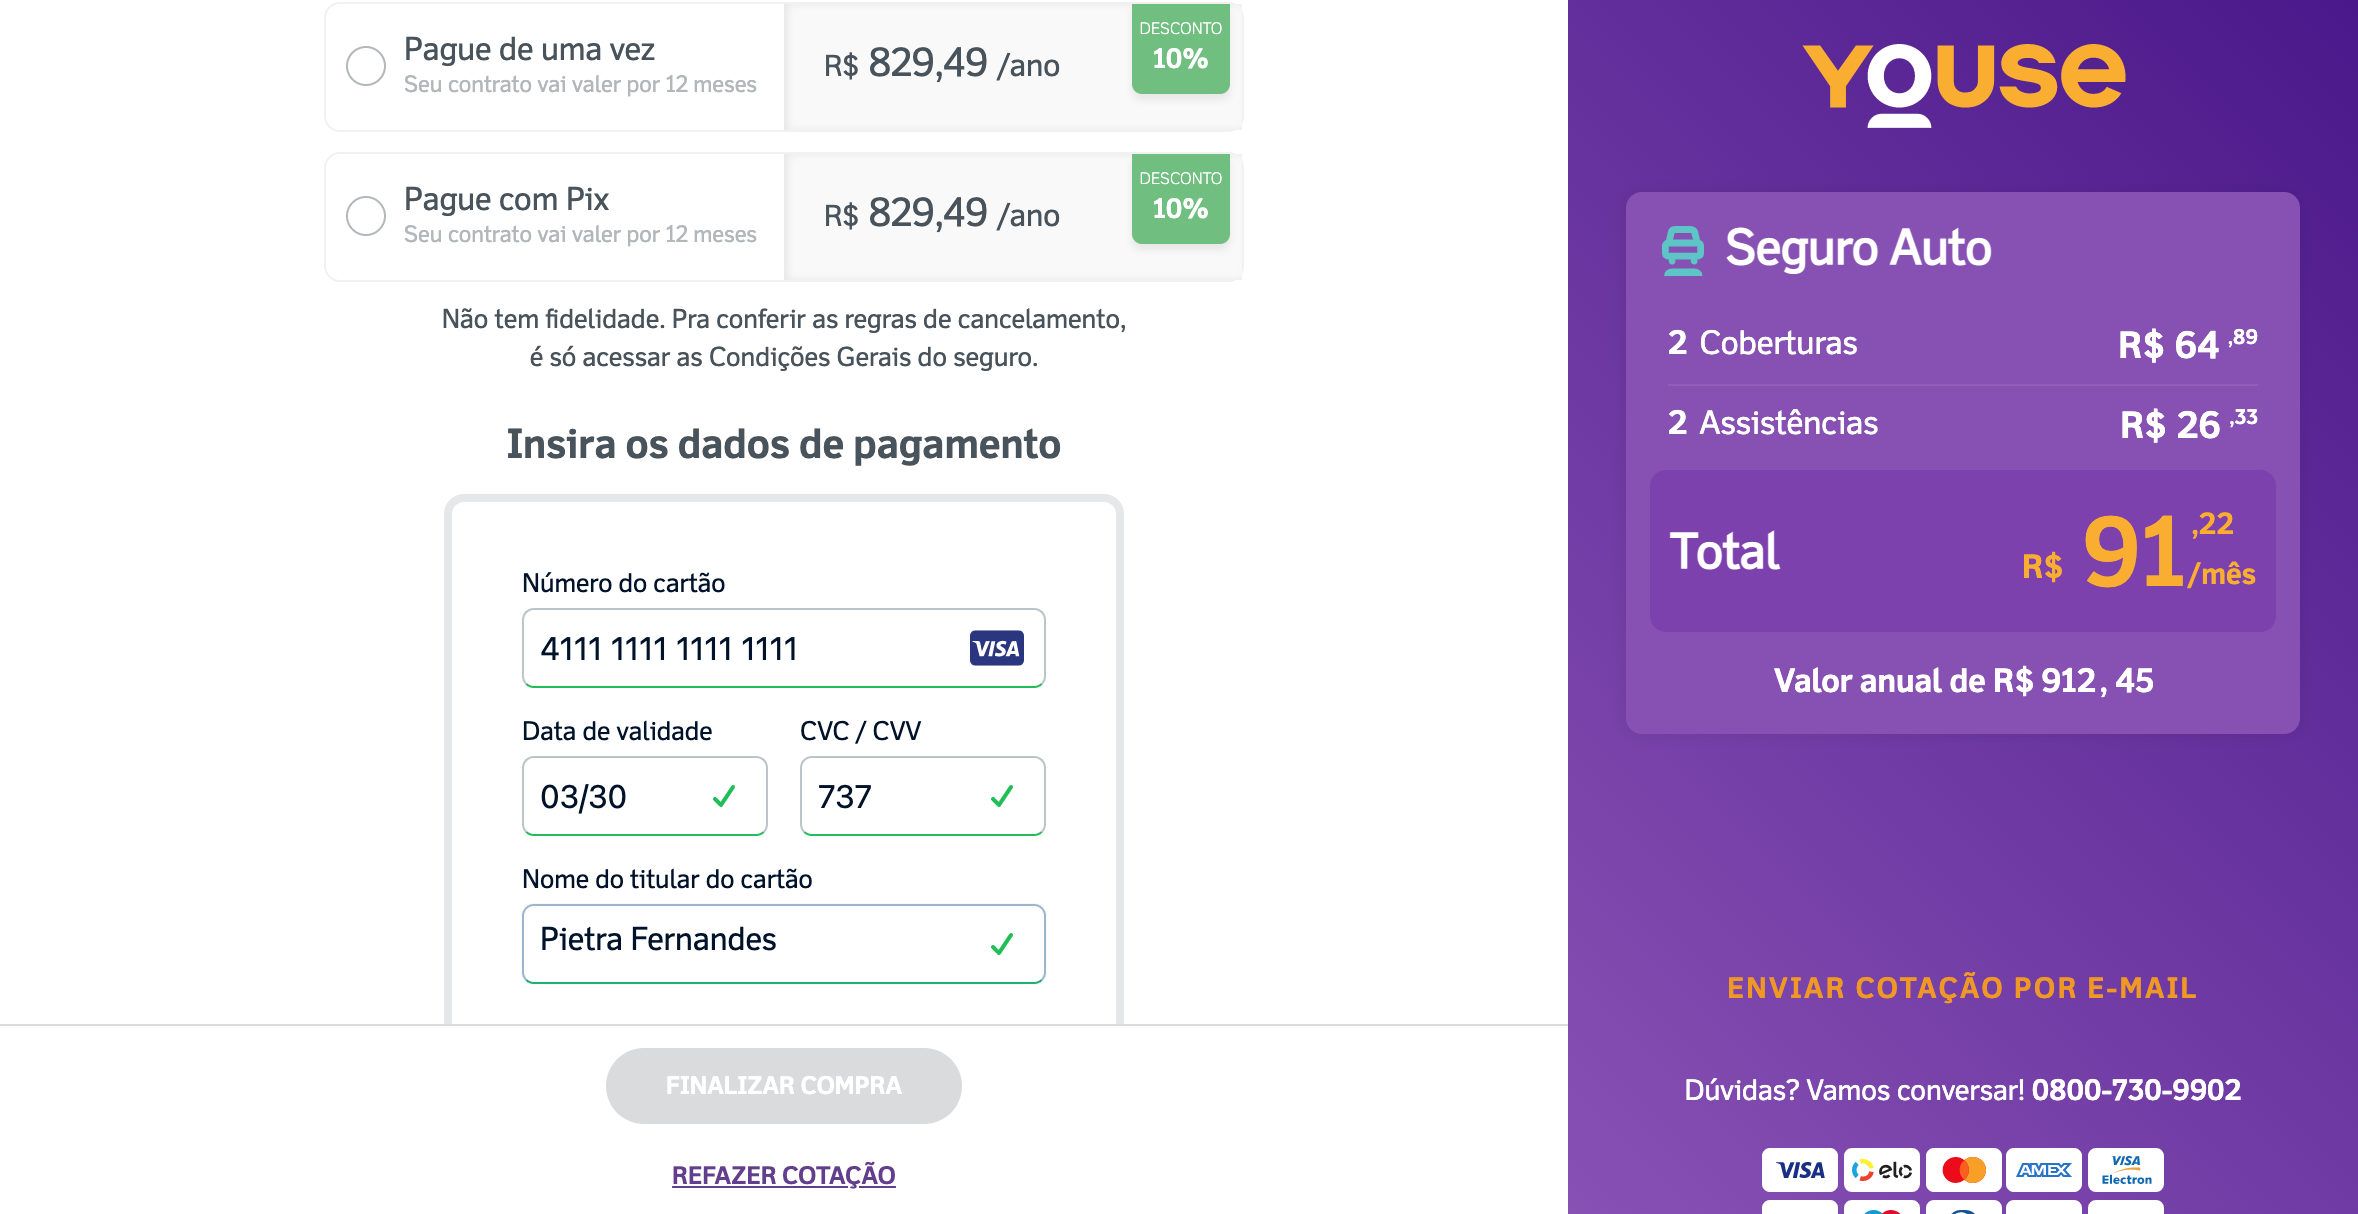 Pague de uma vez
Seu contrato vai valer por 12 meses
R$ 829,49 /ano
DESCONTO
10%
Pague com Pix
Seu contrato vai valer por 12 meses
R$ 829,49 /ano
DESCONTO
10%
Não tem fidelidade. Pra conferir as regras de cancelamento,
é só acessar as Condições Gerais do seguro.
Insira os dados de pagamento
Número do cartão
4111 1111 1111 1111
VISA
Data de validade
03/30
CVC / CVV
737
Nome do titular do cartão
Pietra Fernandes
FINALIZAR COMPRA
REFAZER COTAÇÃO
YOUSE
Seguro Auto
2 Coberturas R$ 64 ,89
2 Assistências R$ 26 ,33
Total R$ 91 ,22 /mês
Valor anual de R$ 912, 45
ENVIAR COTAÇÃO POR E-MAIL
Dúvidas? Vamos conversar! 0800-730-9902
VISA
elo
AMEX
VISA
Electron